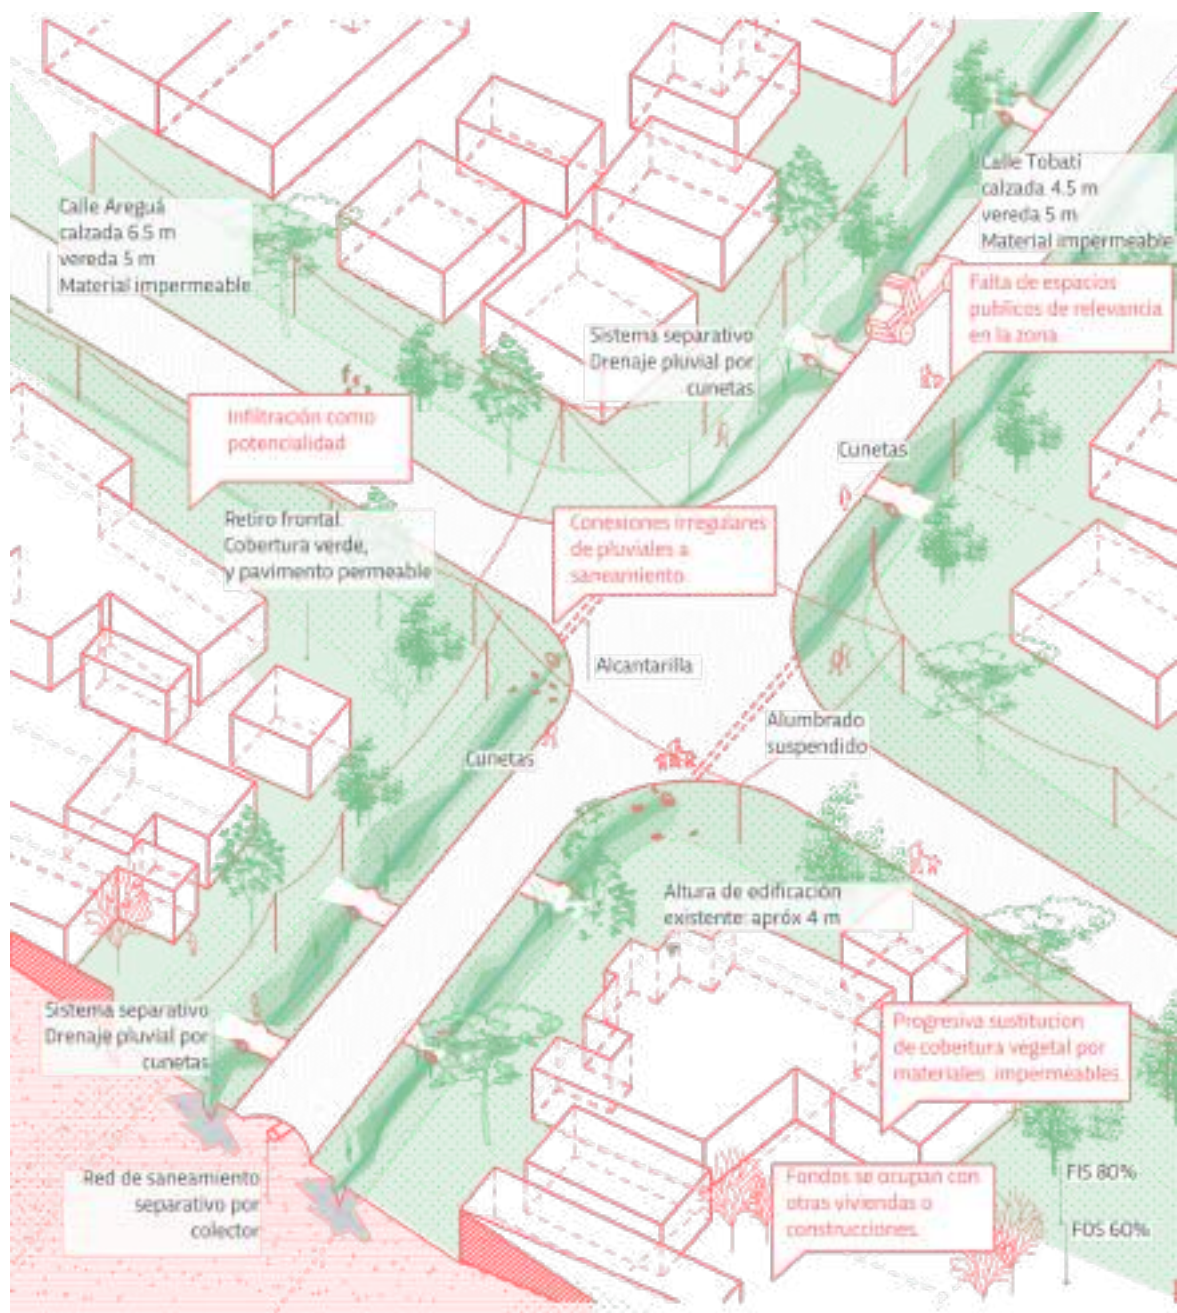 Calle Tobati
calzada 4.5 m
vereda 5 m
Material impermeable
Calle Areguá
calzada 6.5 m
vereda 5 m
Material impermeable
Falta de espacios
publicos de relevancia
en la zona.
Sistema separativo
Drenaje pluvial por
cunetas
Infiltración como
potencialidad
Cunetas
Retiro frontal.
Cobertura verde,
y pavimento permeable
Conexiones irregulares
de pluviales a
saneamiento.
Alcantarilla
Alumbrado
suspendido
Cunetas
Altura de edificación
existente: apróx 4 m
Sistema separativo
Drenaje pluvial por
cunetas
Progresiva sustitucion
de cobertura vegetal por
materiales impermeables.
Red de saneamiento
separativo por
colector
Fondos se ocupan con
otras viviendas o
construcciones.
FIS 80%
FOS 60%